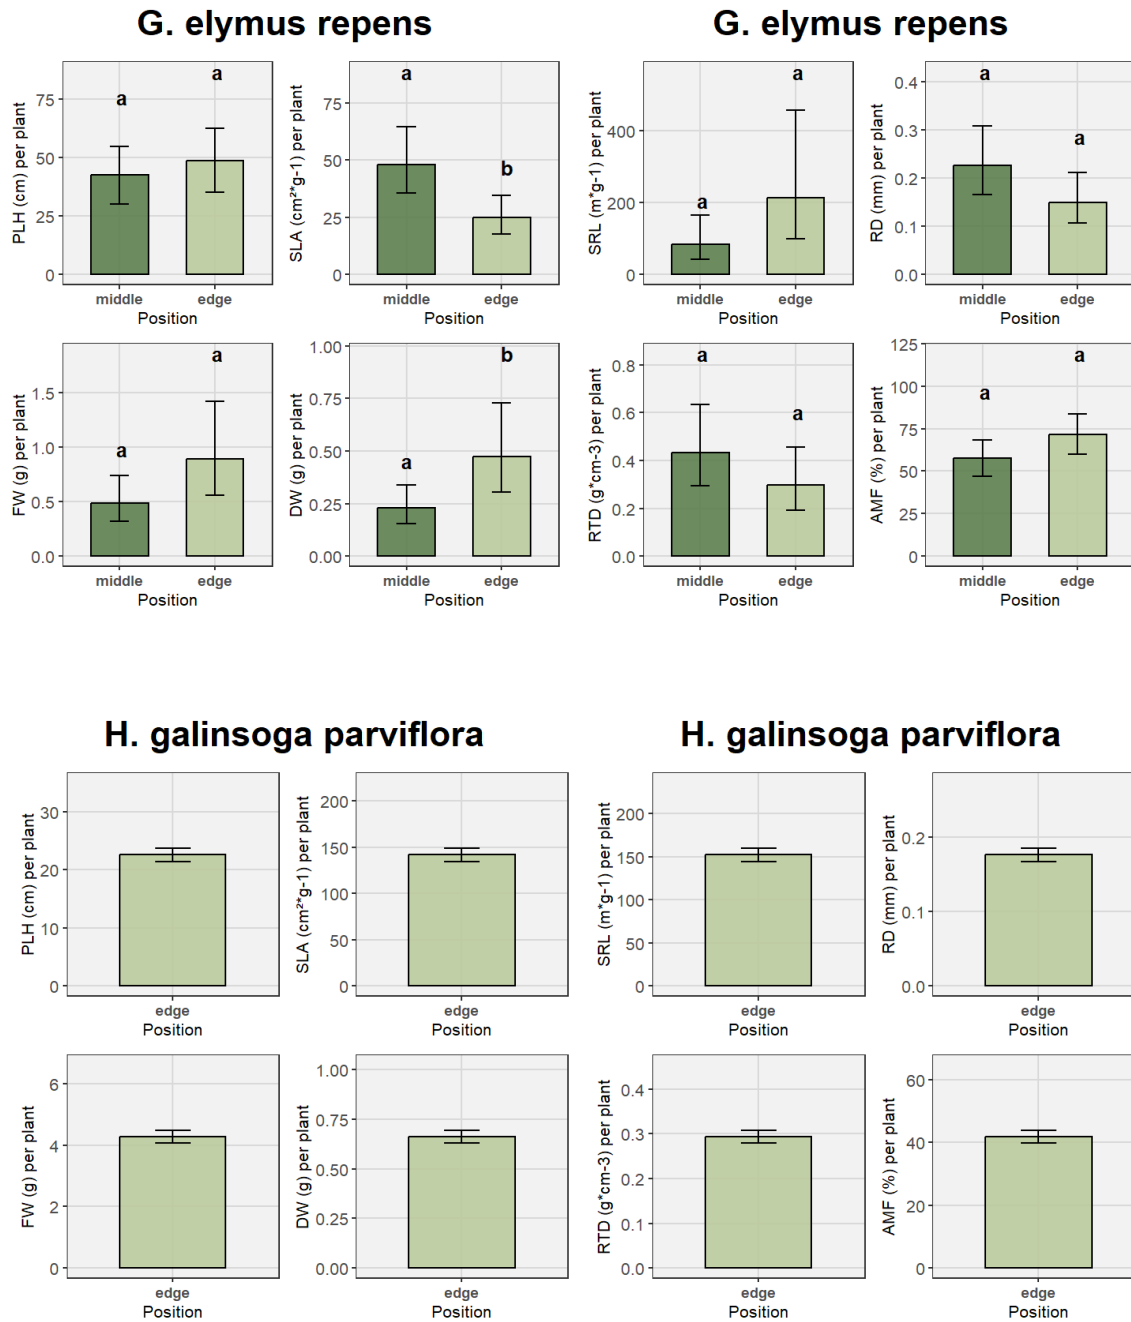 G. elymus repens
G. elymus repens
PLH (cm) per plant
75
50
25
0
a
a
middle
edge
Position
SLA (cm²*g-1) per plant
75
50
25
0
a
b
middle
edge
Position
SRL (m*g-1) per plant
400
200
0
a
a
middle
edge
Position
RD (mm) per plant
0.4
0.3
0.2
0.1
0.0
a
a
middle
edge
Position
FW (g) per plant
1.5
1.0
0.5
0.0
a
a
middle
edge
Position
DW (g) per plant
1.00
0.75
0.50
0.25
0.00
a
b
middle
edge
Position
RTD (g*cm-3) per plant
0.8
0.6
0.4
0.2
0.0
a
a
middle
edge
Position
AMF (%) per plant
125
100
75
50
25
0
a
a
middle
edge
Position
H. galinsoga parviflora
H. galinsoga parviflora
PLH (cm) per plant
30
20
10
0
edge
Position
SLA (cm²*g-1) per plant
200
150
100
50
0
edge
Position
SRL (m*g-1) per plant
200
150
100
50
0
edge
Position
RD (mm) per plant
0.2
0.1
0.0
edge
Position
FW (g) per plant
6
4
2
0
edge
Position
DW (g) per plant
1.00
0.75
0.50
0.25
0.00
edge
Position
RTD (g*cm-3) per plant
0.4
0.3
0.2
0.1
0.0
edge
Position
AMF (%) per plant
60
40
20
0
edge
Position